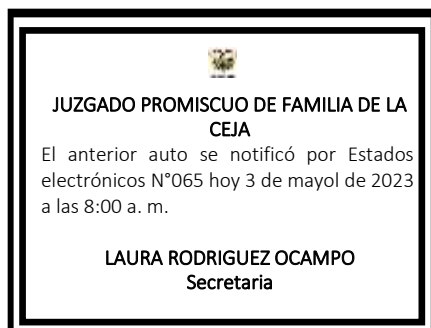 JUZGADO PROMISCUO DE FAMILIA DE LA
CEJA
El anterior auto se notificó por Estados
electrónicos N°065 hoy 3 de mayol de 2023
a las 8:00 a. m.
LAURA RODRIGUEZ OCAMPO
Secretaria